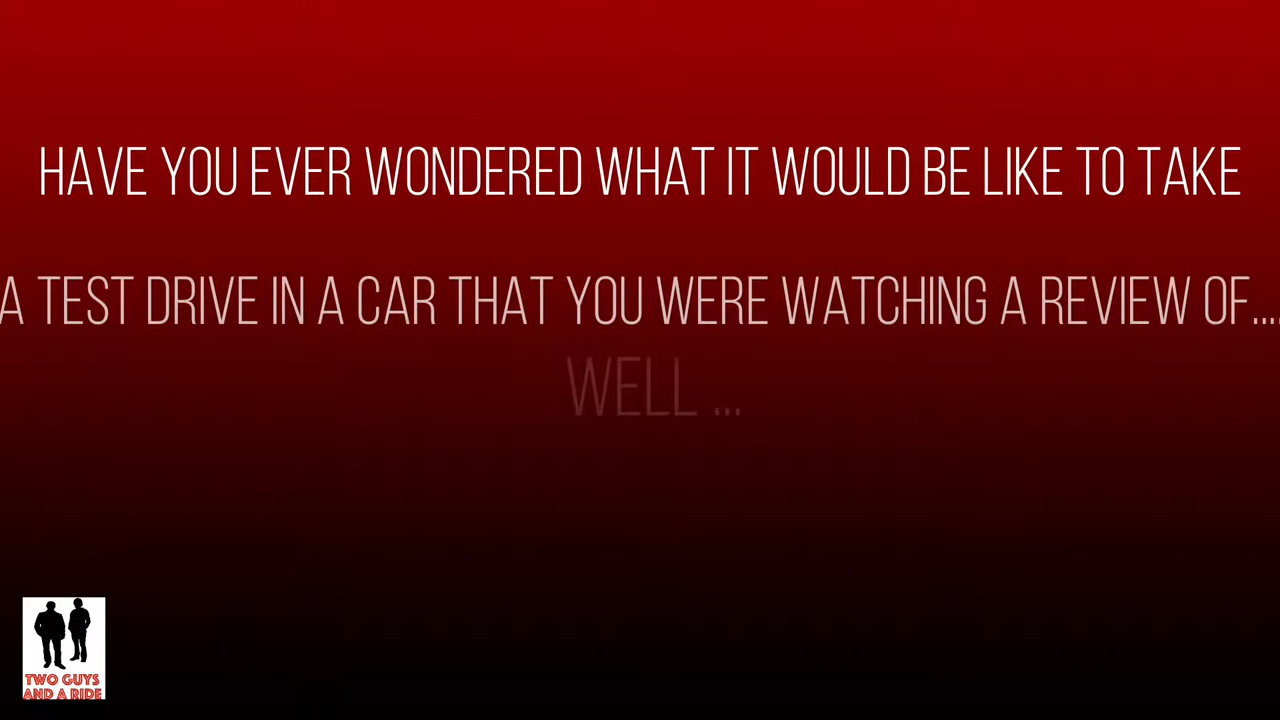 HAVE YOU EVER WONDERED WHAT IT WOULD BE LIKE TO TAKE
A TEST DRIVE IN A CAR THAT YOU WERE WATCHING A REVIEW OF....
WELL ...
TWO GUYS
AND A RIDE